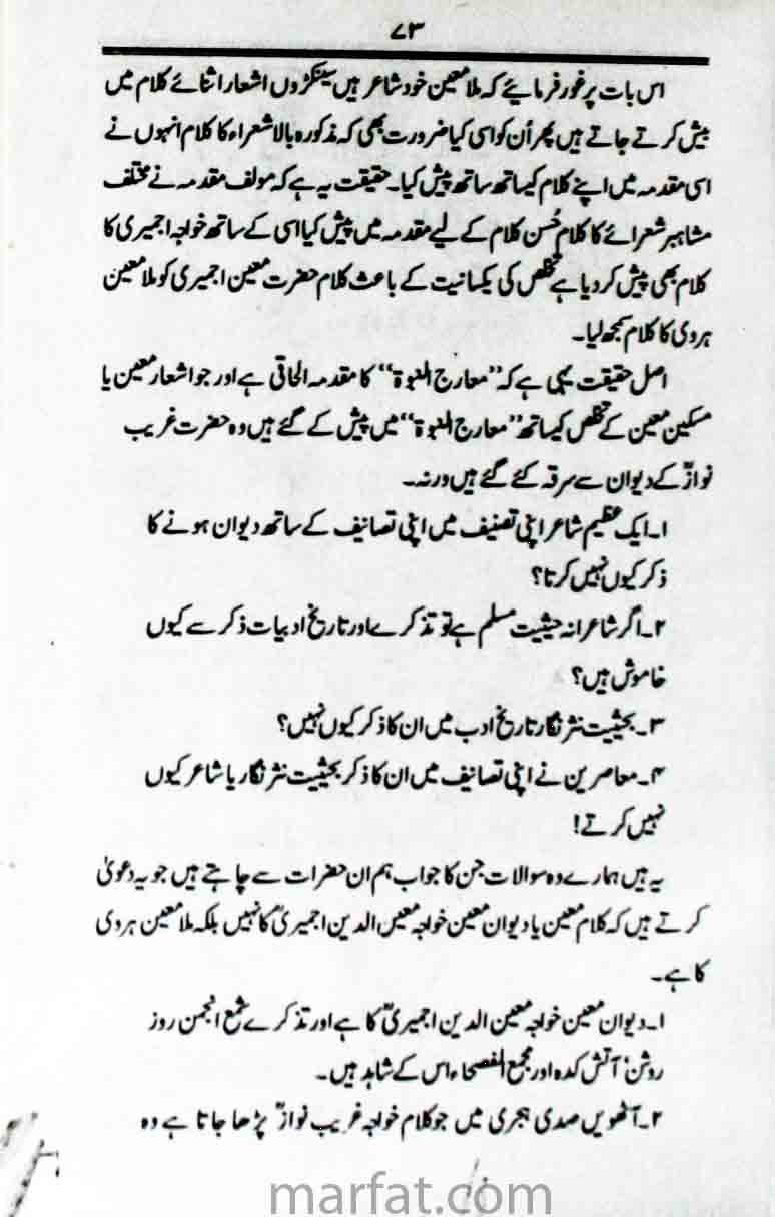 ۷۳
اس بات پر غور فرمایئے کہ ملا معین خود شاعر ہیں سینکڑوں اشعار اثنائے کلام میں
پیش کرتے جاتے ہیں پھر اُن کو اسی کیا ضرورت تھی کہ مذکورہ بالا شعراء کا کلام انہوں نے
اسی مقدمہ میں اپنے کلام کیساتھ ساتھ پیش کیا۔ حقیقت یہ ہے کہ مولف مقدمہ نے مختلف
مشاہیر شعرائے کا کلام حُسن کلام کے لیے مقدمہ میں پیش کیا اسی کے ساتھ خواجہ اجمیری کا
کلام بھی پیش کر دیا ہے تخلص کی یکسانیت کے باعث کلام حضرت معین اجمیری کو ملا معین
ہروی کا کلام سمجھ لیا۔
اصل حقیقت یہی ہے کہ "معارج النبوۃ" کا مقدمہ الحاقی ہے اور جو اشعار معین یا
مسکین معین کے تخلص کیساتھ "معارج النبوۃ" میں پیش کے گئے ہیں وہ حضرت غریب
نوازؒ کے دیوان سے سرقہ کئے گئے ہیں ورنہ۔
۱۔ ایک عظیم شاعر اپنی تصنیف میں اپنی تصانیف کے ساتھ دیوان ہونے کا
ذکر کیوں نہیں کرتا؟
۲۔ اگر شاعرانہ حیثیت مسلم ہے تو تذکرے اور تاریخ ادبیات ذکر سے کیوں
خاموش ہیں؟
۳۔ بحیثیت نثر نگار تاریخ ادب میں ان کا ذکر کیوں نہیں؟
۴۔ معاصرین نے اپنی تصانیف میں ان کا ذکر بحیثیت نثر نگار یا شاعر کیوں
نہیں کرتے!
یہ ہیں ہمارے وہ سوالات جن کا جواب ہم ان حضرات سے چاہتے ہیں جو یہ دعویٰ
کرتے ہیں کہ کلام معین یا دیوان معین خواجہ معین الدین اجمیریؒ کا نہیں بلکہ ملا معین ہروی
کا ہے۔
۱۔ دیوان معین خواجہ معین الدین اجمیریؒ کا ہے اور تذکرے شمع انجمن روز
روشن آتش کدہ اور مجمع الفصحاء اس کے شاہد ہیں۔
۲۔ آٹھویں صدی ہجری میں جو کلام خواجہ غریب نوازؒ پڑھا جاتا ہے وہ
marfat.com